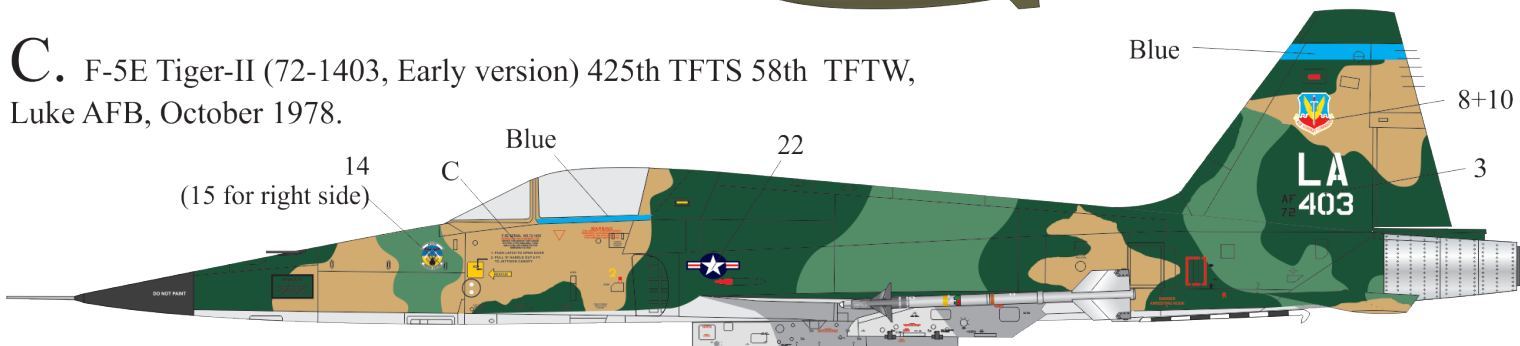 C. F-5E Tiger-II (72-1403, Early version) 425th TFTS 58th TFTW,
Luke AFB, October 1978.
Blue
8+10
Blue
22
14
C
(15 for right side)
3
LA
AF
72
403
2
DO NOT PAINT